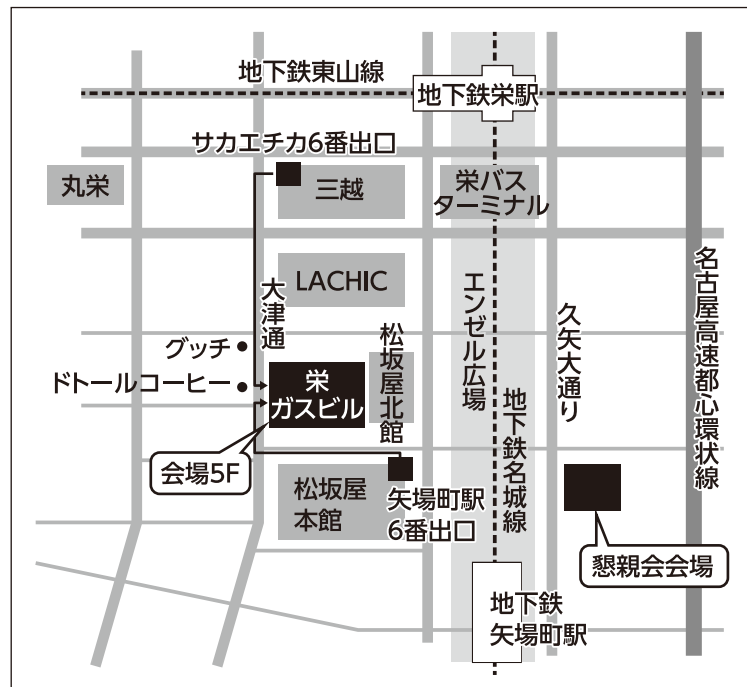 地下鉄東山線
地下鉄栄駅
サカエチカ6番出口
丸栄
三越
栄バス
ターミナル
LACHIC
大津通
グッチ
ドトールコーヒー
栄
ガスビル
松坂屋北館
エンゼル広場
久矢大通り
名古屋高速都心環状線
地下鉄名城線
会場5F
松坂屋
本館
矢場町駅
6番出口
懇親会会場
地下鉄
矢場町駅